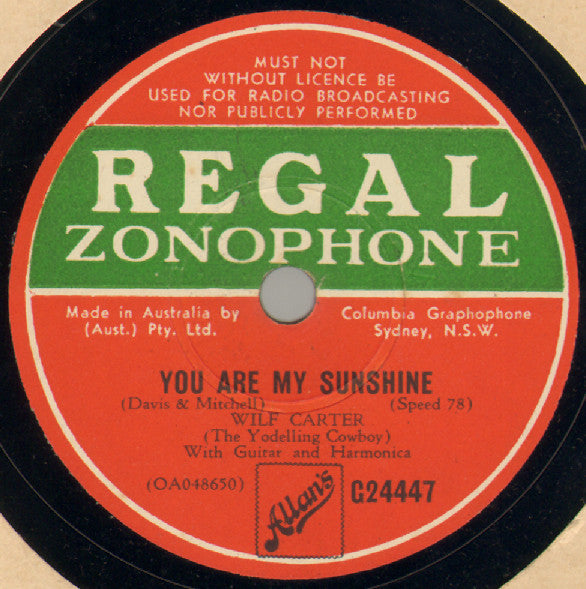 MUST NOT
WITHOUT LICENCE BE
USED FOR RADIO BROADCASTING
NOR PUBLICLY PERFORMED
REGAL
ZONOPHONE
Made in Australia by Columbia Graphophone
(Aust.) Pty. Ltd. Sydney, N.S.W.
YOU ARE MY SUNSHINE
(Davis & Mitchell) (Speed 78)
WILF CARTER
(The Yodelling Cowboy)
With Guitar and Harmonica
(OA048650) Allan's G24447